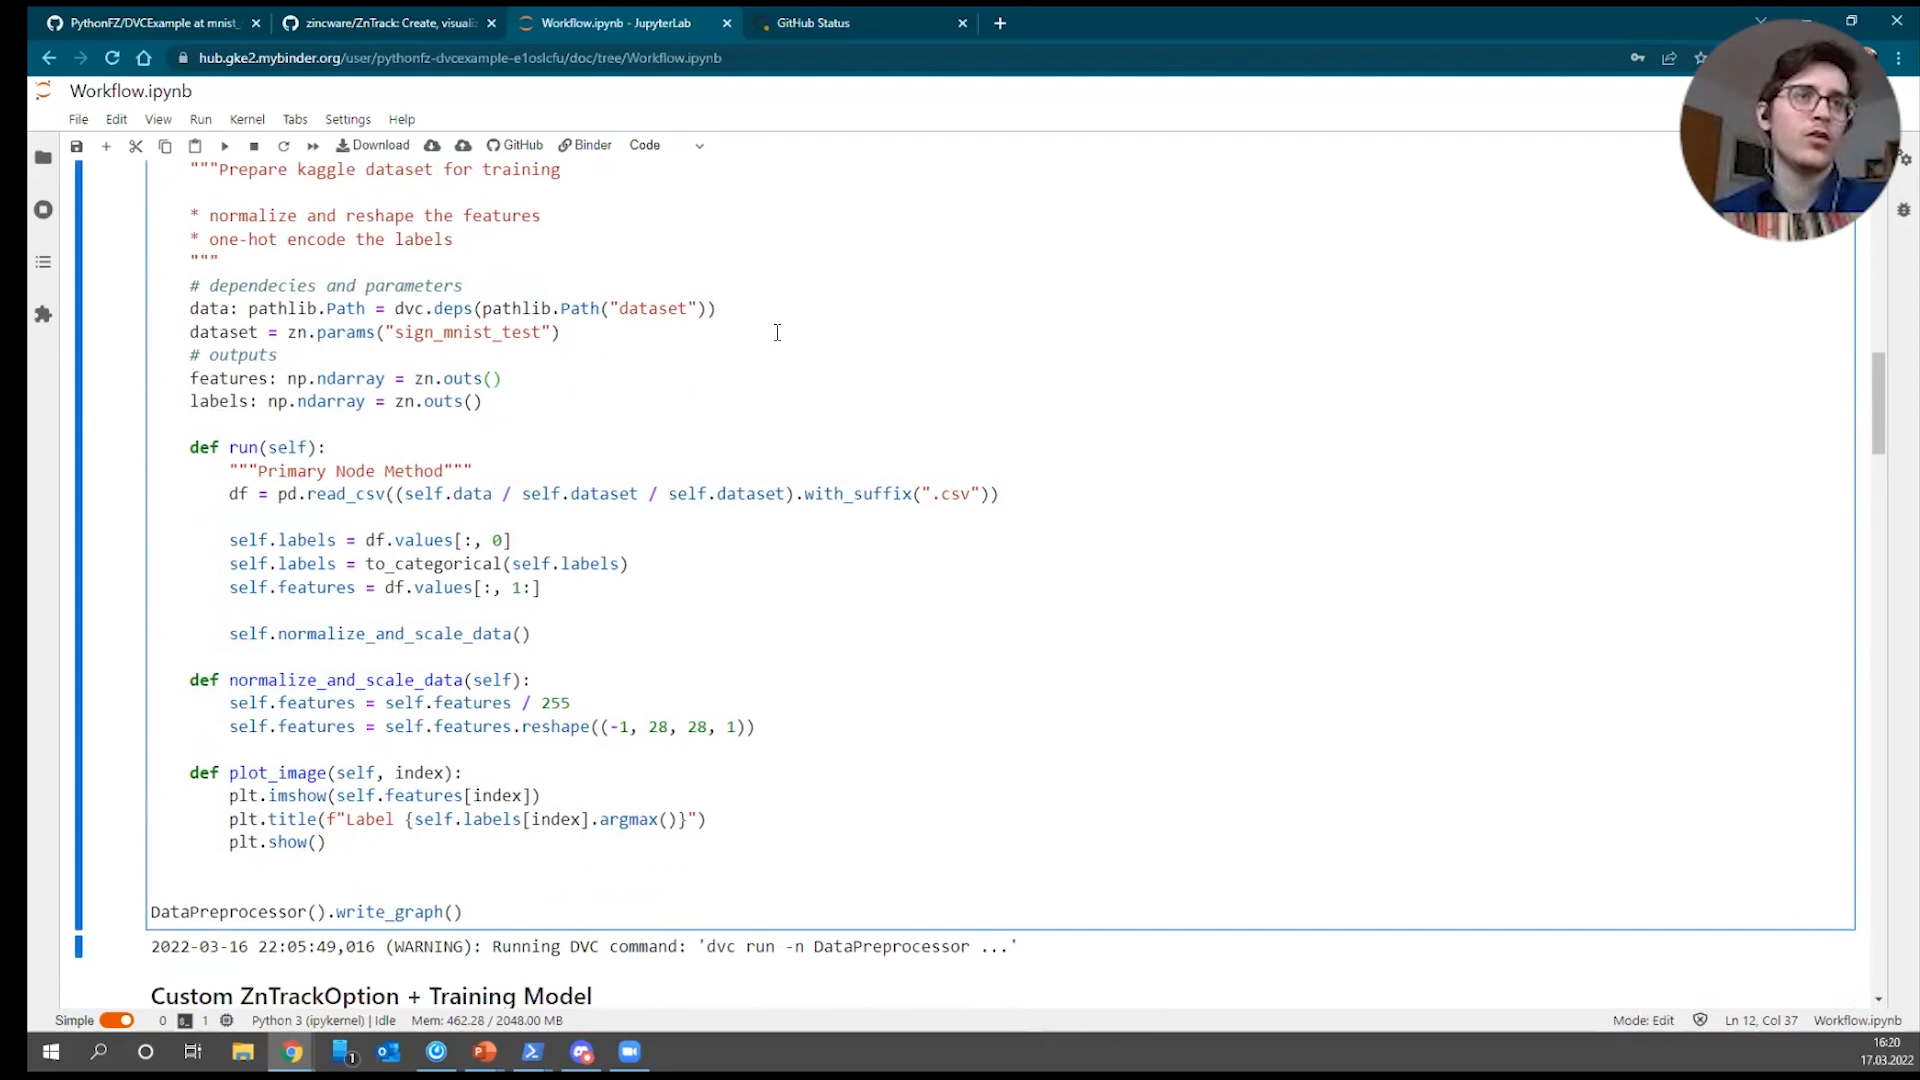 PythonFZ/DVCExample at mnist_
zincware/ZnTrack: Create, visuali
Workflow.ipynb - JupyterLab
GitHub Status
hub.gke2.mybinder.org/user/pythonfz-dvcexample-e1oslcfu/doc/tree/Workflow.ipynb
Workflow.ipynb
File Edit View Run Kernel Tabs Settings Help
Download GitHub Binder Code
"""Prepare kaggle dataset for training
* normalize and reshape the features
* one-hot encode the labels
"""
# dependecies and parameters
data: pathlib.Path = dvc.deps(pathlib.Path("dataset"))
dataset = zn.params("sign_mnist_test")
# outputs
features: np.ndarray = zn.outs()
labels: np.ndarray = zn.outs()
def run(self):
"""Primary Node Method"""
df = pd.read_csv((self.data / self.dataset / self.dataset).with_suffix(".csv"))
self.labels = df.values[:, 0]
self.labels = to_categorical(self.labels)
self.features = df.values[:, 1:]
self.normalize_and_scale_data()
def normalize_and_scale_data(self):
self.features = self.features / 255
self.features = self.features.reshape((-1, 28, 28, 1))
def plot_image(self, index):
plt.imshow(self.features[index])
plt.title(f"Label {self.labels[index].argmax()}")
plt.show()
DataPreprocessor().write_graph()
2022-03-16 22:05:49,016 (WARNING): Running DVC command: 'dvc run -n DataPreprocessor ...'
Custom ZnTrackOption + Training Model
Simple 0 1 Python 3 (ipykernel) | Idle Mem: 462.28 / 2048.00 MB Mode: Edit Ln 12, Col 37 Workflow.ipynb
1
16:20
17.03.2022